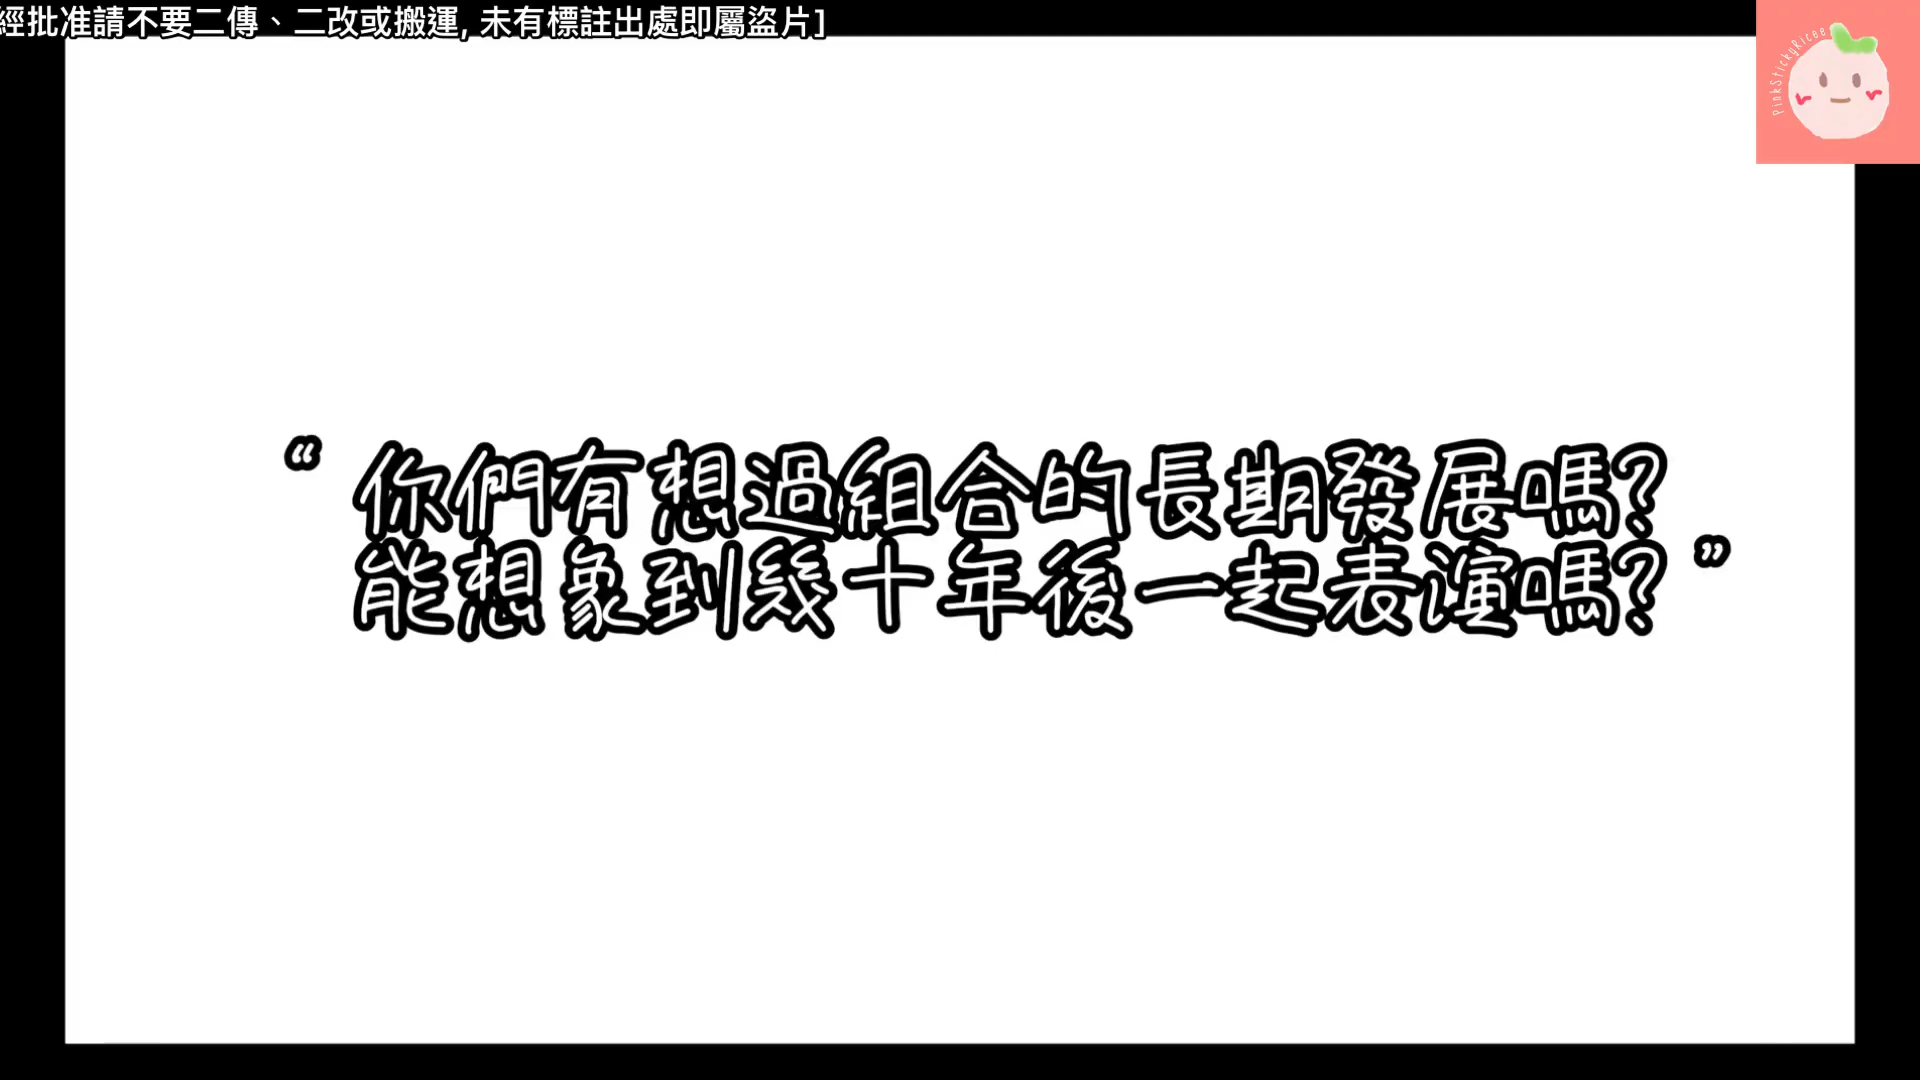 經批准請不要二傳、二改或搬運, 未有標註出處即屬盜片]
PinkStickyRicee
“ 你們有想過組合的長期發展嗎?
能想象到幾十年後一起表演嗎? ”